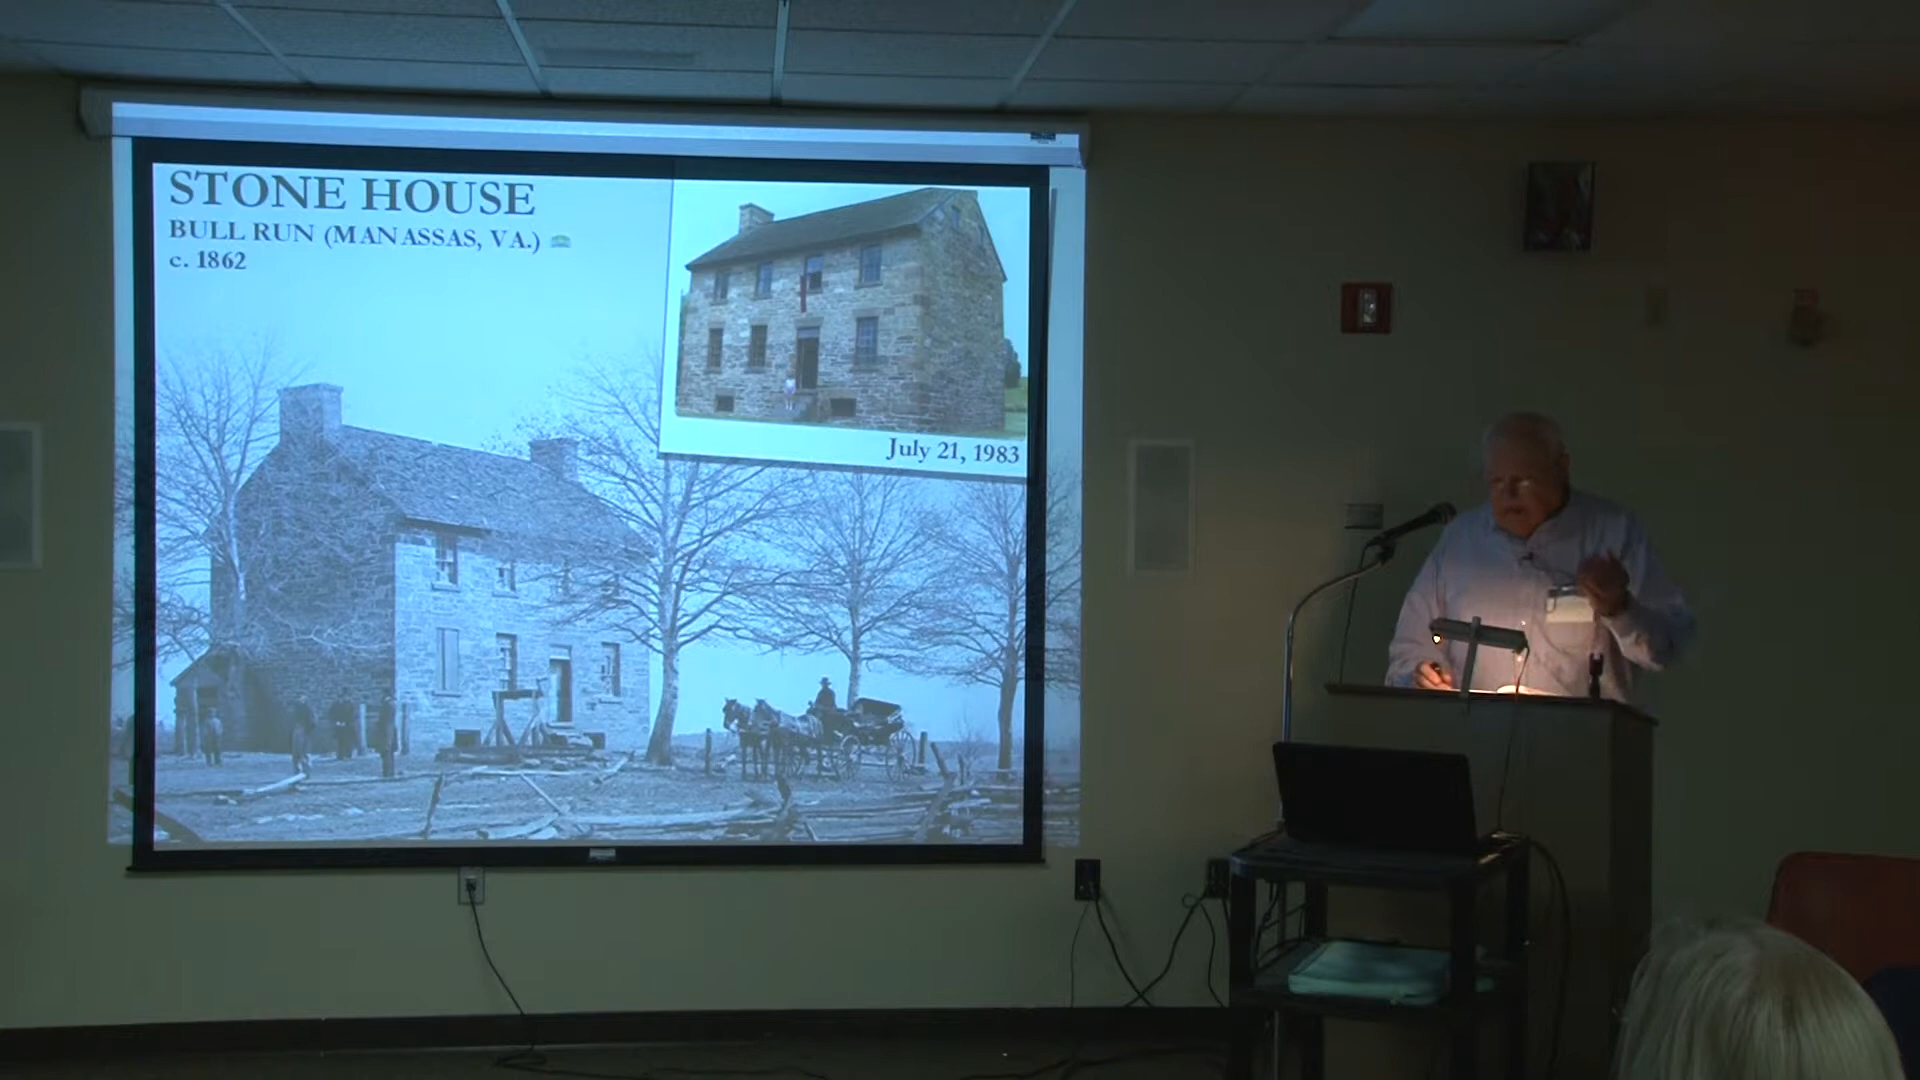 STONE HOUSE
BULL RUN (MANASSAS, VA.)
c. 1862
July 21, 1983